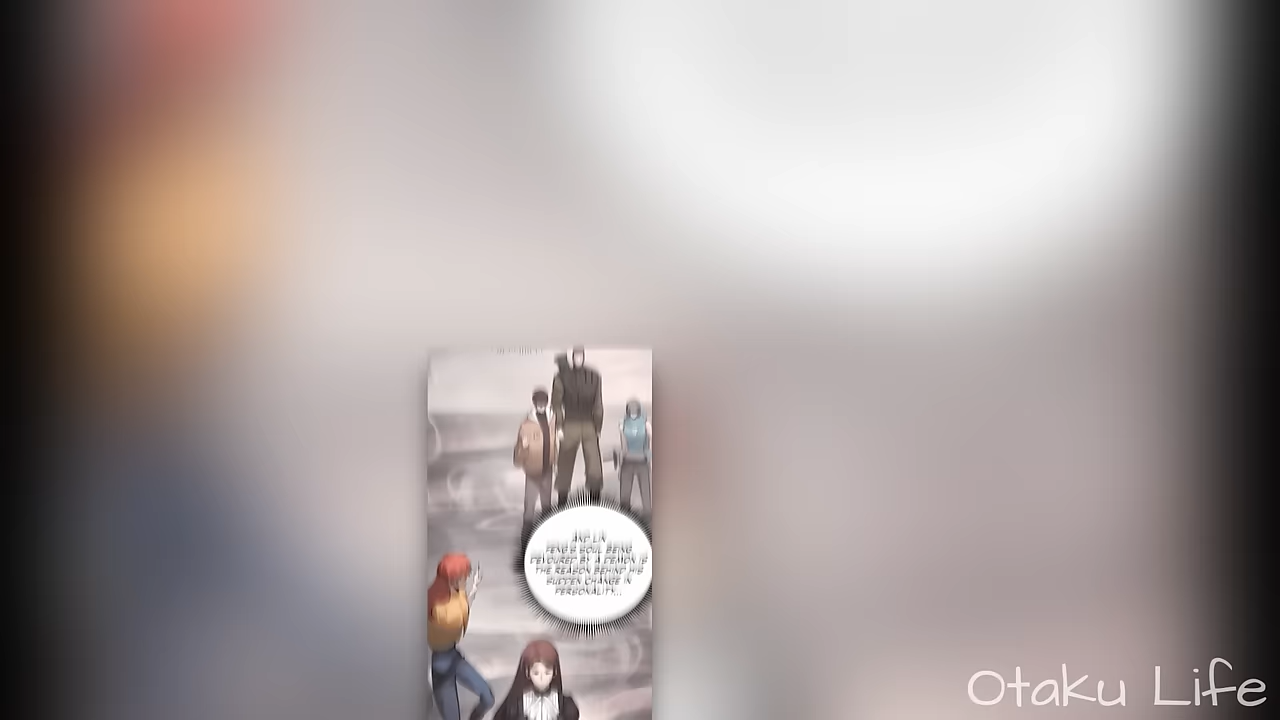 AND LIN
FENG'S SOUL BEING
DEVOURED BY A DEMON IS
THE REASON BEHIND HIS
SUDDEN CHANGE IN
PERSONALITY...
Otaku Life